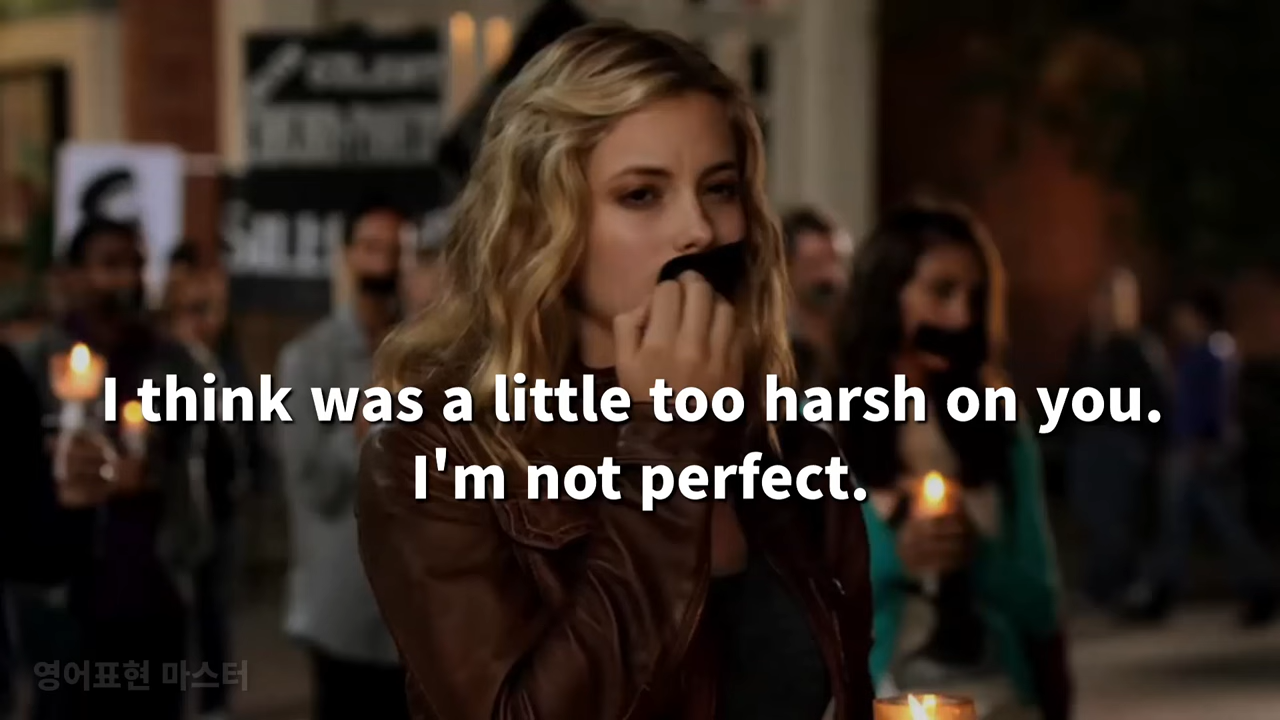 I think was a little too harsh on you.
I'm not perfect.
영어표현 마스터